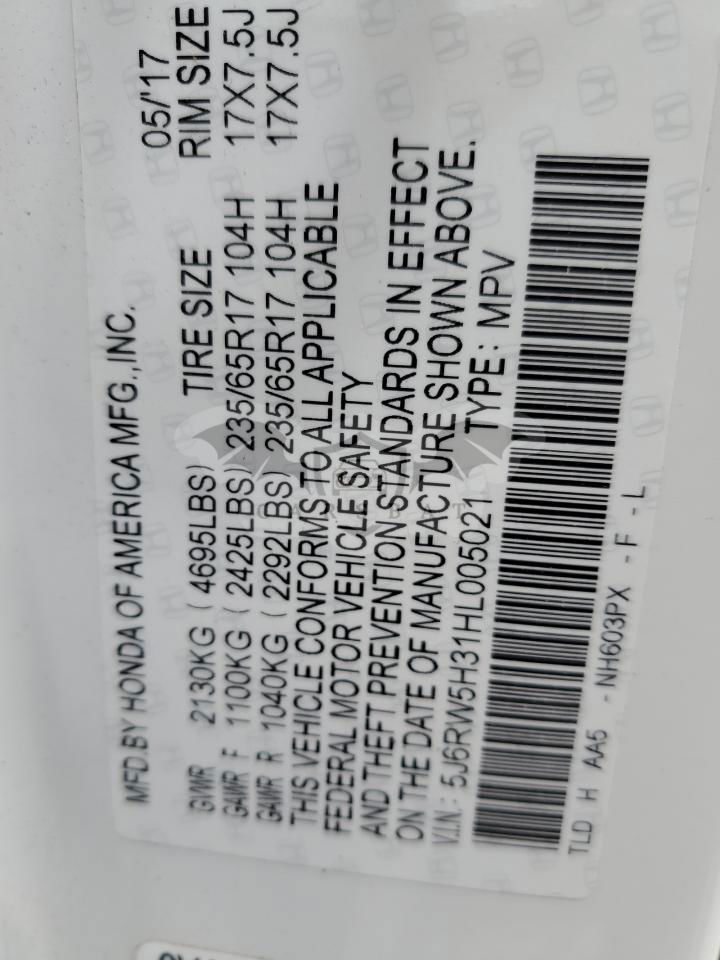 MFD.BY HONDA OF AMERICA MFG.,INC. 05/'17
GVWR 2130KG ( 4695LBS) TIRE SIZE RIM SIZE
GAWR F 1100KG ( 2425LBS) 235/65R17 104H 17X7.5J
GAWR R 1040KG ( 2292LBS) 235/65R17 104H 17X7.5J
THIS VEHICLE CONFORMS TO ALL APPLICABLE
FEDERAL MOTOR VEHICLE SAFETY
AND THEFT PREVENTION STANDARDS IN EFFECT
ON THE DATE OF MANUFACTURE SHOWN ABOVE.
V.I.N.: 5J6RW5H31HL005021 TYPE: MPV
TLD H AA5 -NH603PX - F - L
CARSBAT